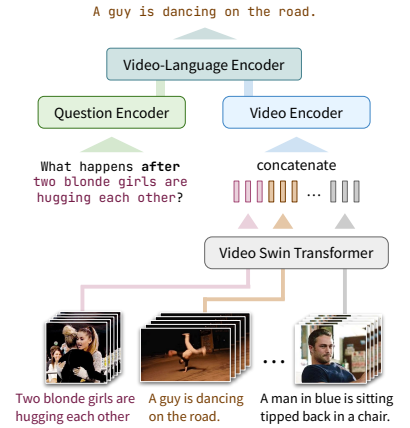 A guy is dancing on the road.
Video-Language Encoder
Question Encoder
Video Encoder
What happens after
two blonde girls are
hugging each other?
concatenate
...
Video Swin Transformer
...
Two blonde girls are
hugging each other
A guy is dancing
on the road.
A man in blue is sitting
tipped back in a chair.